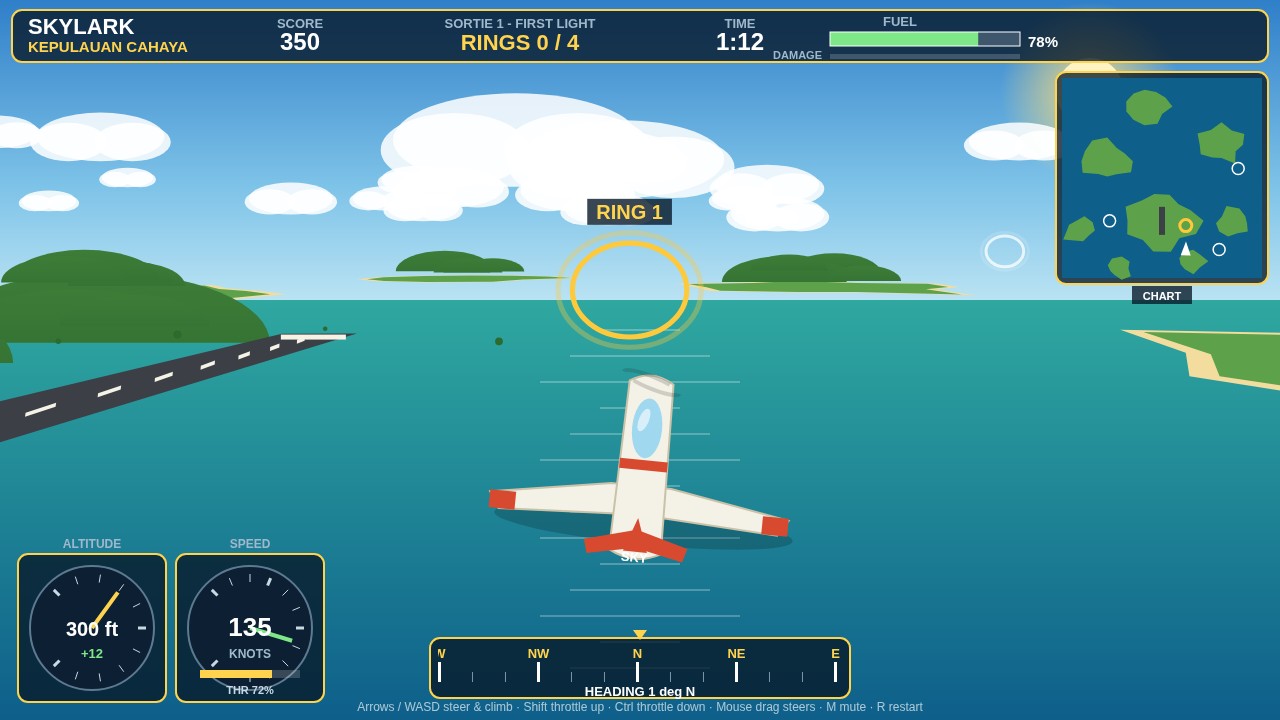 SKYLARK
KEPULAUAN CAHAYA
SCORE
350
SORTIE 1 - FIRST LIGHT
RINGS 0 / 4
TIME
1:12
FUEL
78%
DAMAGE
RING 1
CHART
SKY
ALTITUDE
300 ft
+12
SPEED
135
KNOTS
THR 72%
W NW N NE E
HEADING 1 deg N
Arrows / WASD steer & climb · Shift throttle up · Ctrl throttle down · Mouse drag steers · M mute · R restart